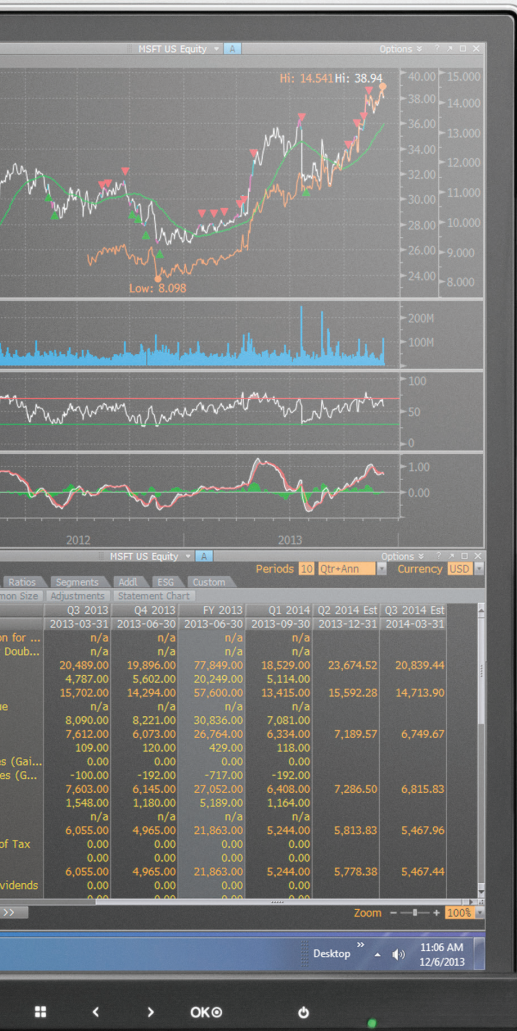 MSFT US Equity A Options ? 
Hi: 14.541 Hi: 38.94
40.00 15.000
38.00 14.000
36.00 13.000
34.00 12.000
32.00 11.000
30.00 10.000
28.00 9.000
26.00 8.000
24.00
Low: 8.098
200M
100M
100
50
0
1.00
0.00
2012 2013
MSFT US Equity A Options ?
Periods 10 Qtr+Ann Currency USD
Ratios Segments Addl ESG Custom
mon Size Adjustments Statement Chart
Q3 2013 Q4 2013 FY 2013 Q1 2014 Q2 2014 Est Q3 2014 Est
2013-03-31 2013-06-30 2013-06-30 2013-09-30 2013-12-31 2014-03-31
on for ... n/a n/a n/a n/a
Doub... n/a n/a n/a n/a
20,489.00 19,896.00 77,849.00 18,529.00 23,674.52 20,839.44
4,787.00 5,602.00 20,249.00 5,114.00
15,702.00 14,294.00 57,600.00 13,415.00 15,592.28 14,713.90
ue n/a n/a n/a n/a
8,090.00 8,221.00 30,836.00 7,081.00
7,612.00 6,073.00 26,764.00 6,334.00 7,189.57 6,749.67
109.00 120.00 429.00 118.00
s (Gai... 0.00 0.00 0.00 0.00
es (G... -100.00 -192.00 -717.00 -192.00
7,603.00 6,145.00 27,052.00 6,408.00 7,286.50 6,815.83
1,548.00 1,180.00 5,189.00 1,164.00
n/a n/a n/a n/a
6,055.00 4,965.00 21,863.00 5,244.00 5,813.83 5,467.96
of Tax 0.00 0.00 0.00 0.00
0.00 0.00 0.00 0.00
6,055.00 4,965.00 21,863.00 5,244.00 5,778.38 5,467.44
vidends 0.00 0.00 0.00 0.00
0.00 0.00 0.00 0.00
>> Zoom - + 100%
Desktop » 11:06 AM
12/6/2013
< > OK